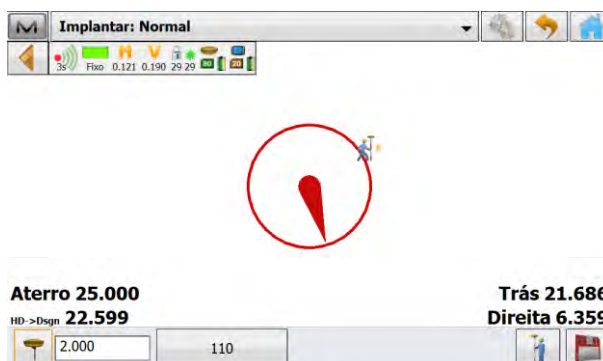 Implantar: Normal
3s Fixo 0.121 0.190 29 29
Aterro 25.000
Trás 21.686
HD->Dsgn 22.599
Direita 6.359
2.000
110